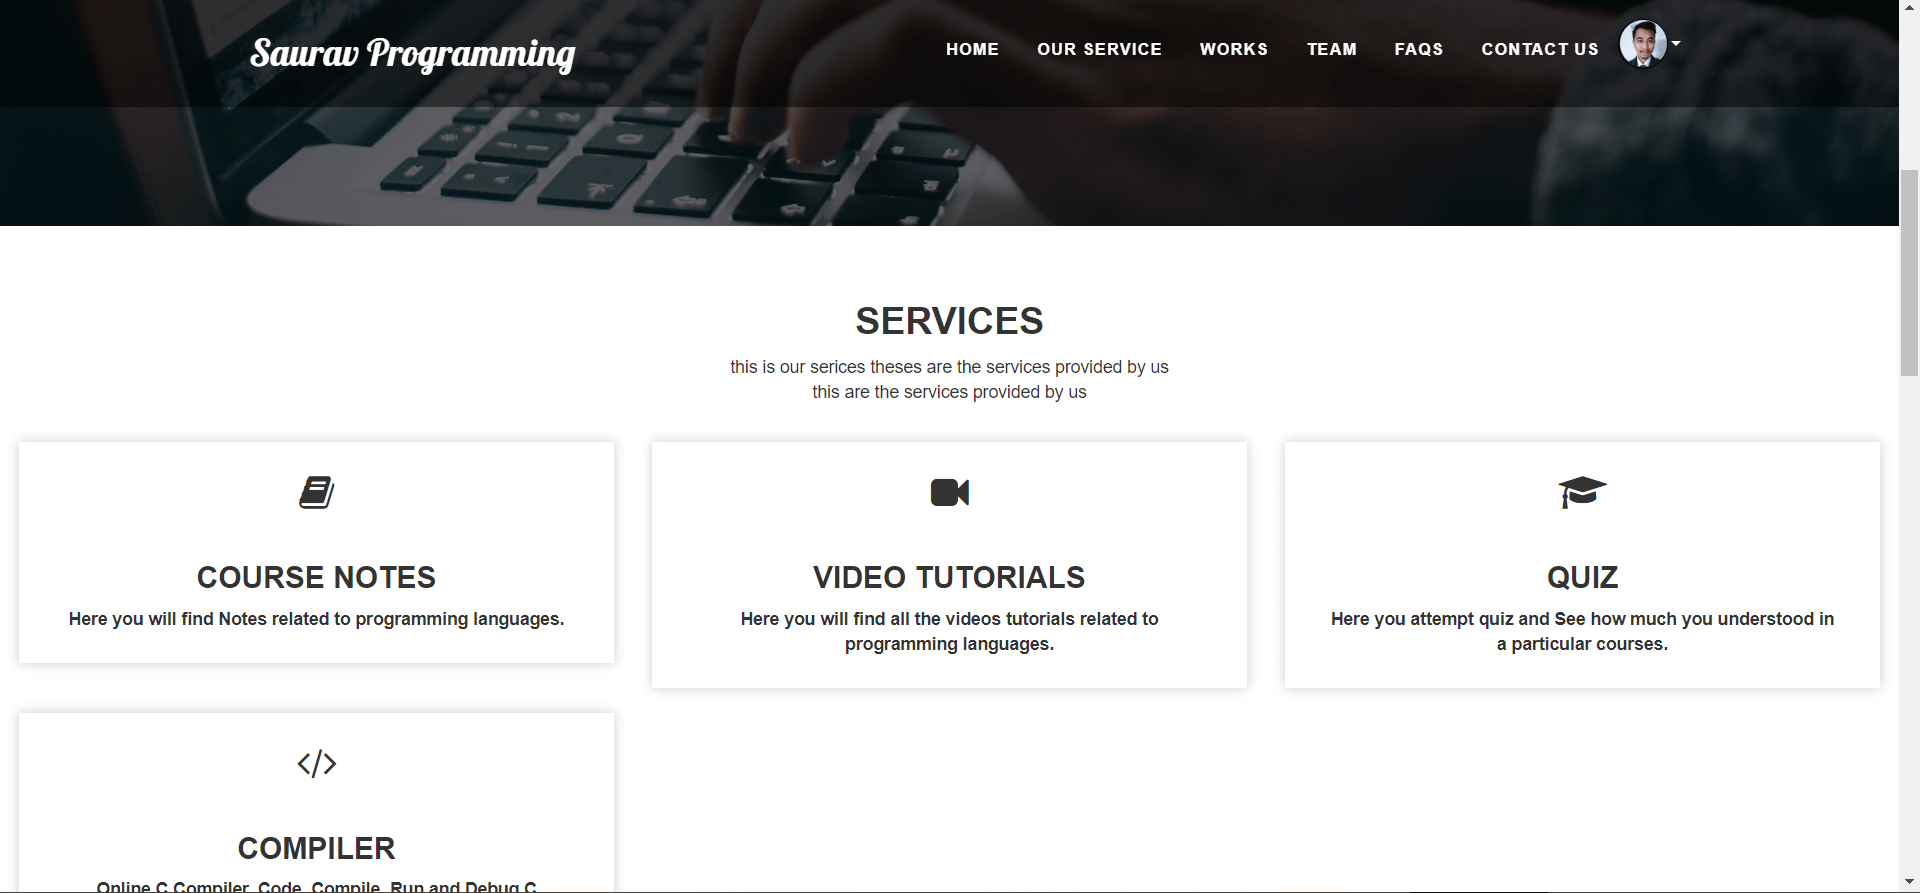 Saurav Programming
HOME OUR SERVICE WORKS TEAM FAQS CONTACT US
SERVICES
this is our serices theses are the services provided by us
this are the services provided by us
COURSE NOTES
Here you will find Notes related to programming languages.
VIDEO TUTORIALS
Here you will find all the videos tutorials related to
programming languages.
QUIZ
Here you attempt quiz and See how much you understood in
a particular courses.
COMPILER
Online C Compiler. Code, Compile, Run and Debug C